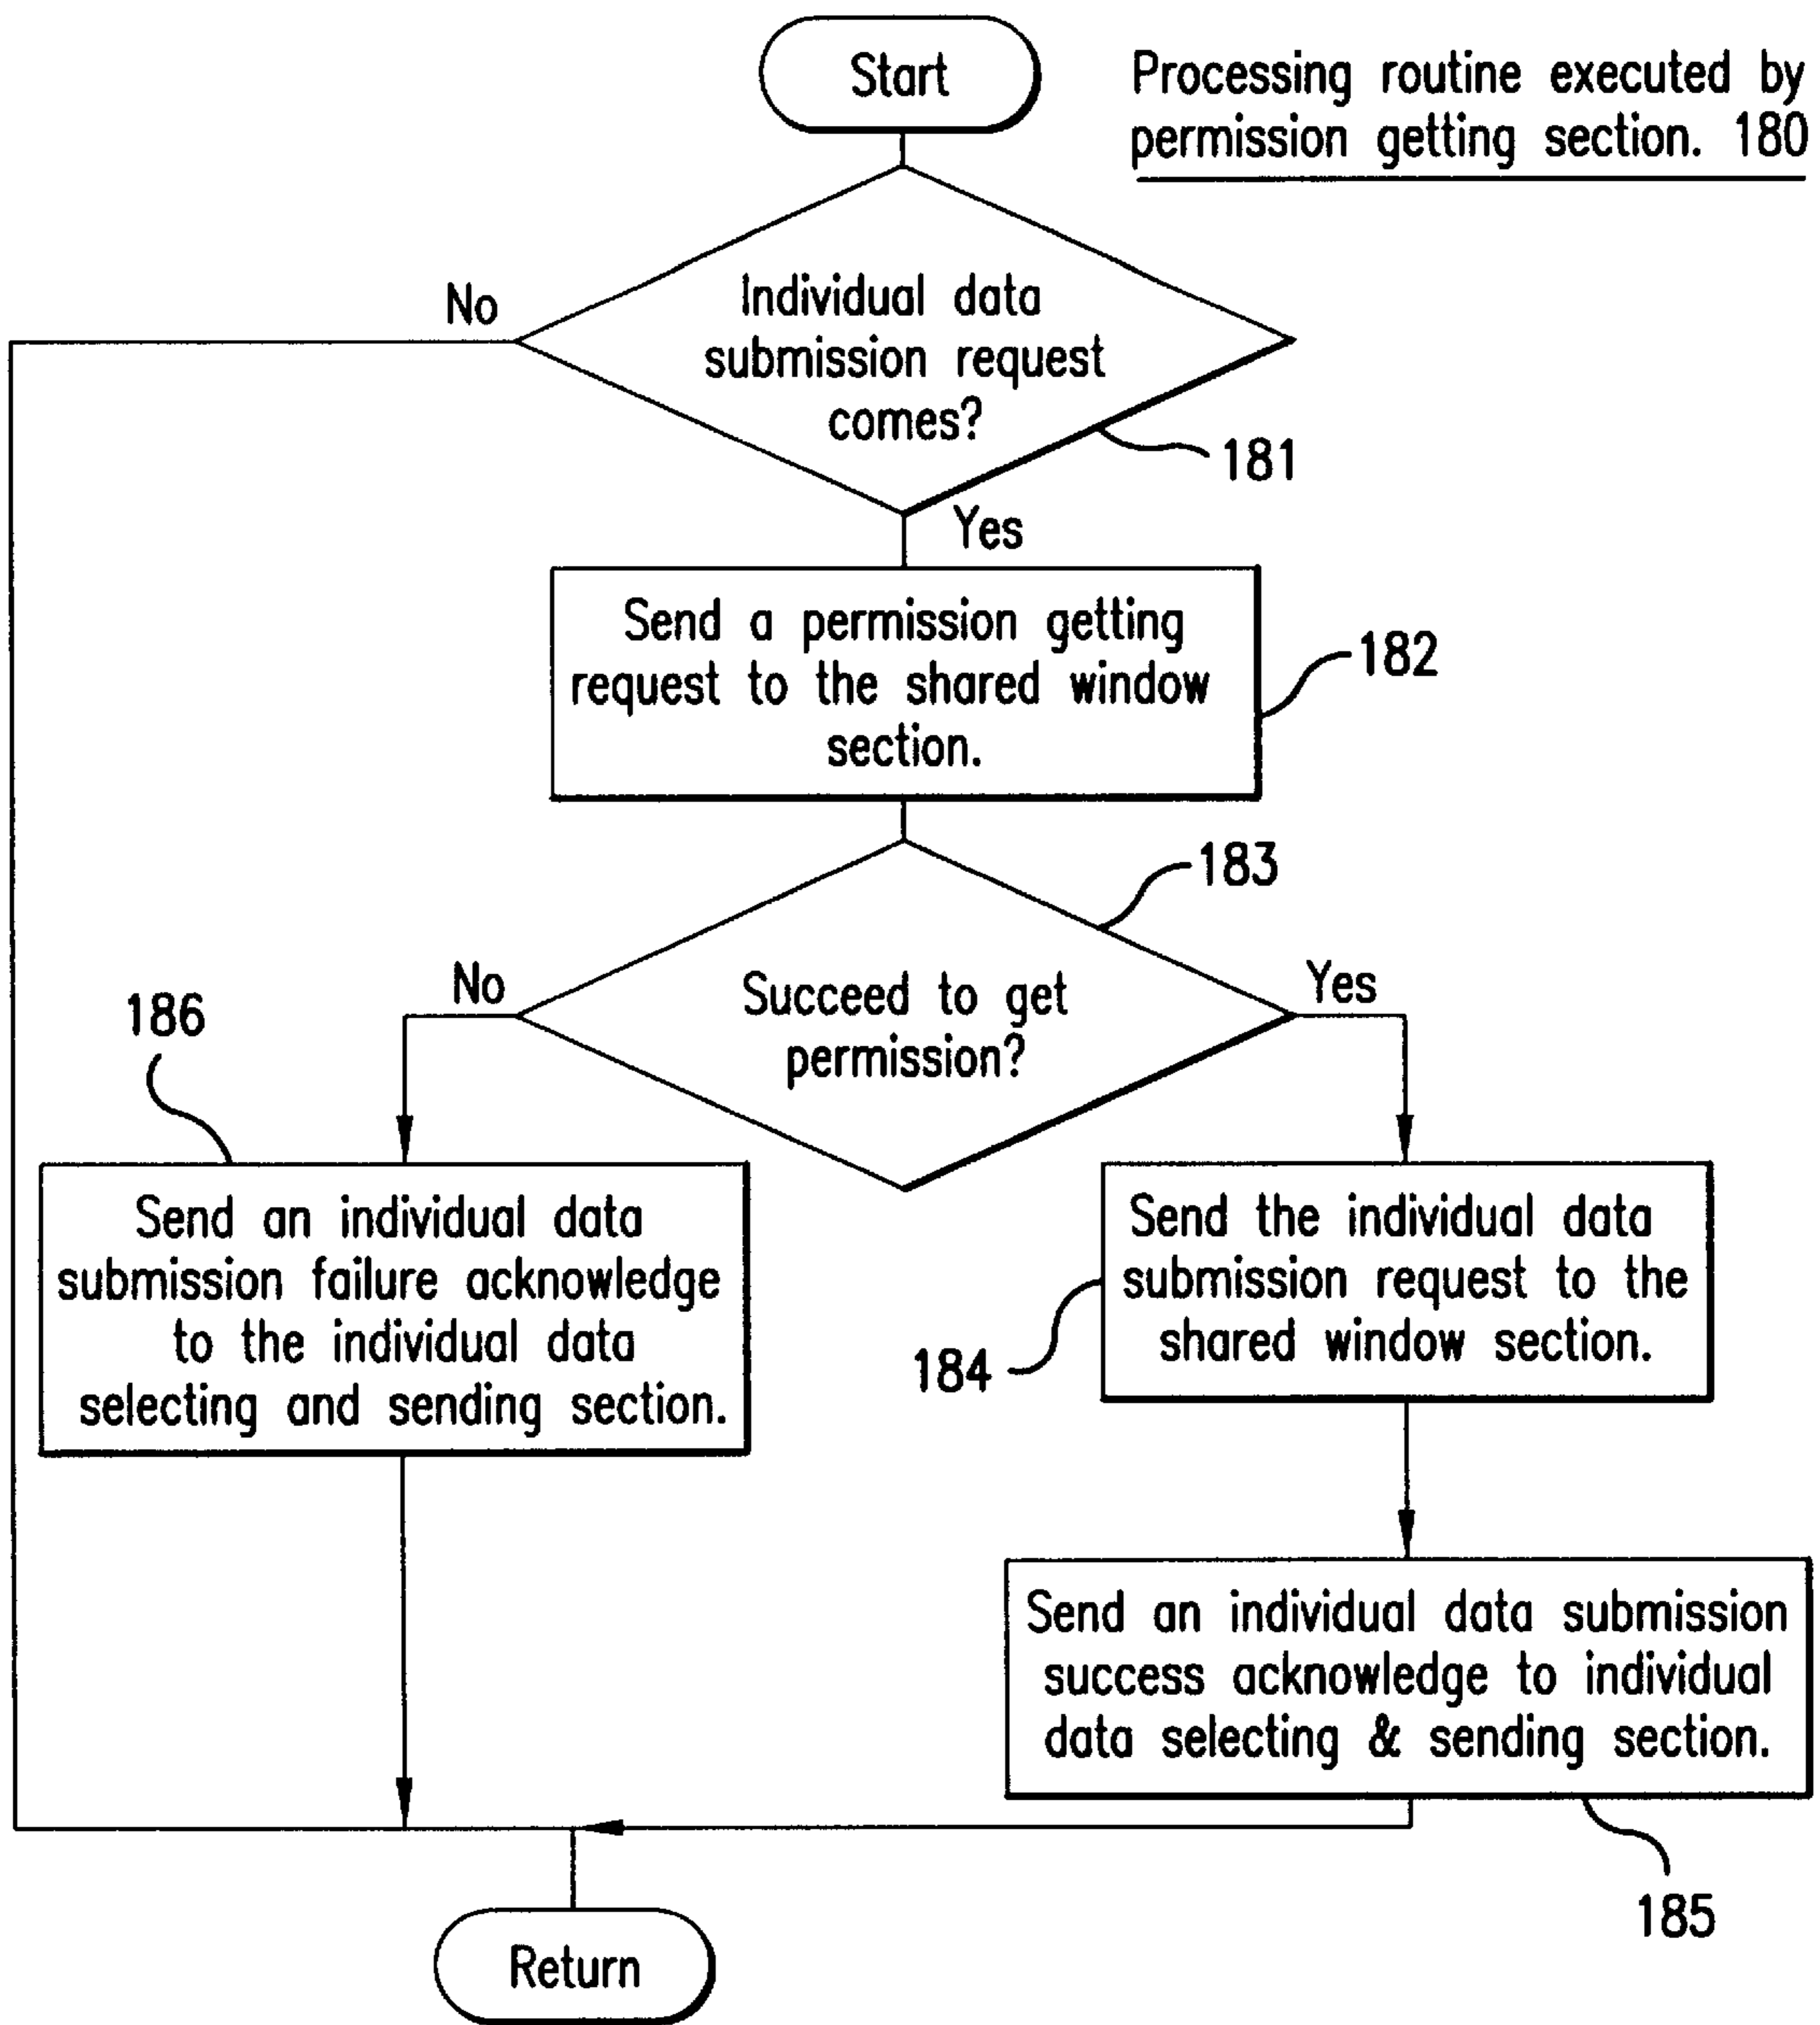 Start
Processing routine executed by
permission getting section. 180
No
Individual data
submission request
comes?
181
Yes
Send a permission getting
request to the shared window
section.
182
183
No
Succeed to get
permission?
Yes
186
Send an individual data
submission failure acknowledge
to the individual data
selecting and sending section.
Send the individual data
submission request to the
shared window section.
184
Send an individual data submission
success acknowledge to individual
data selecting & sending section.
185
Return